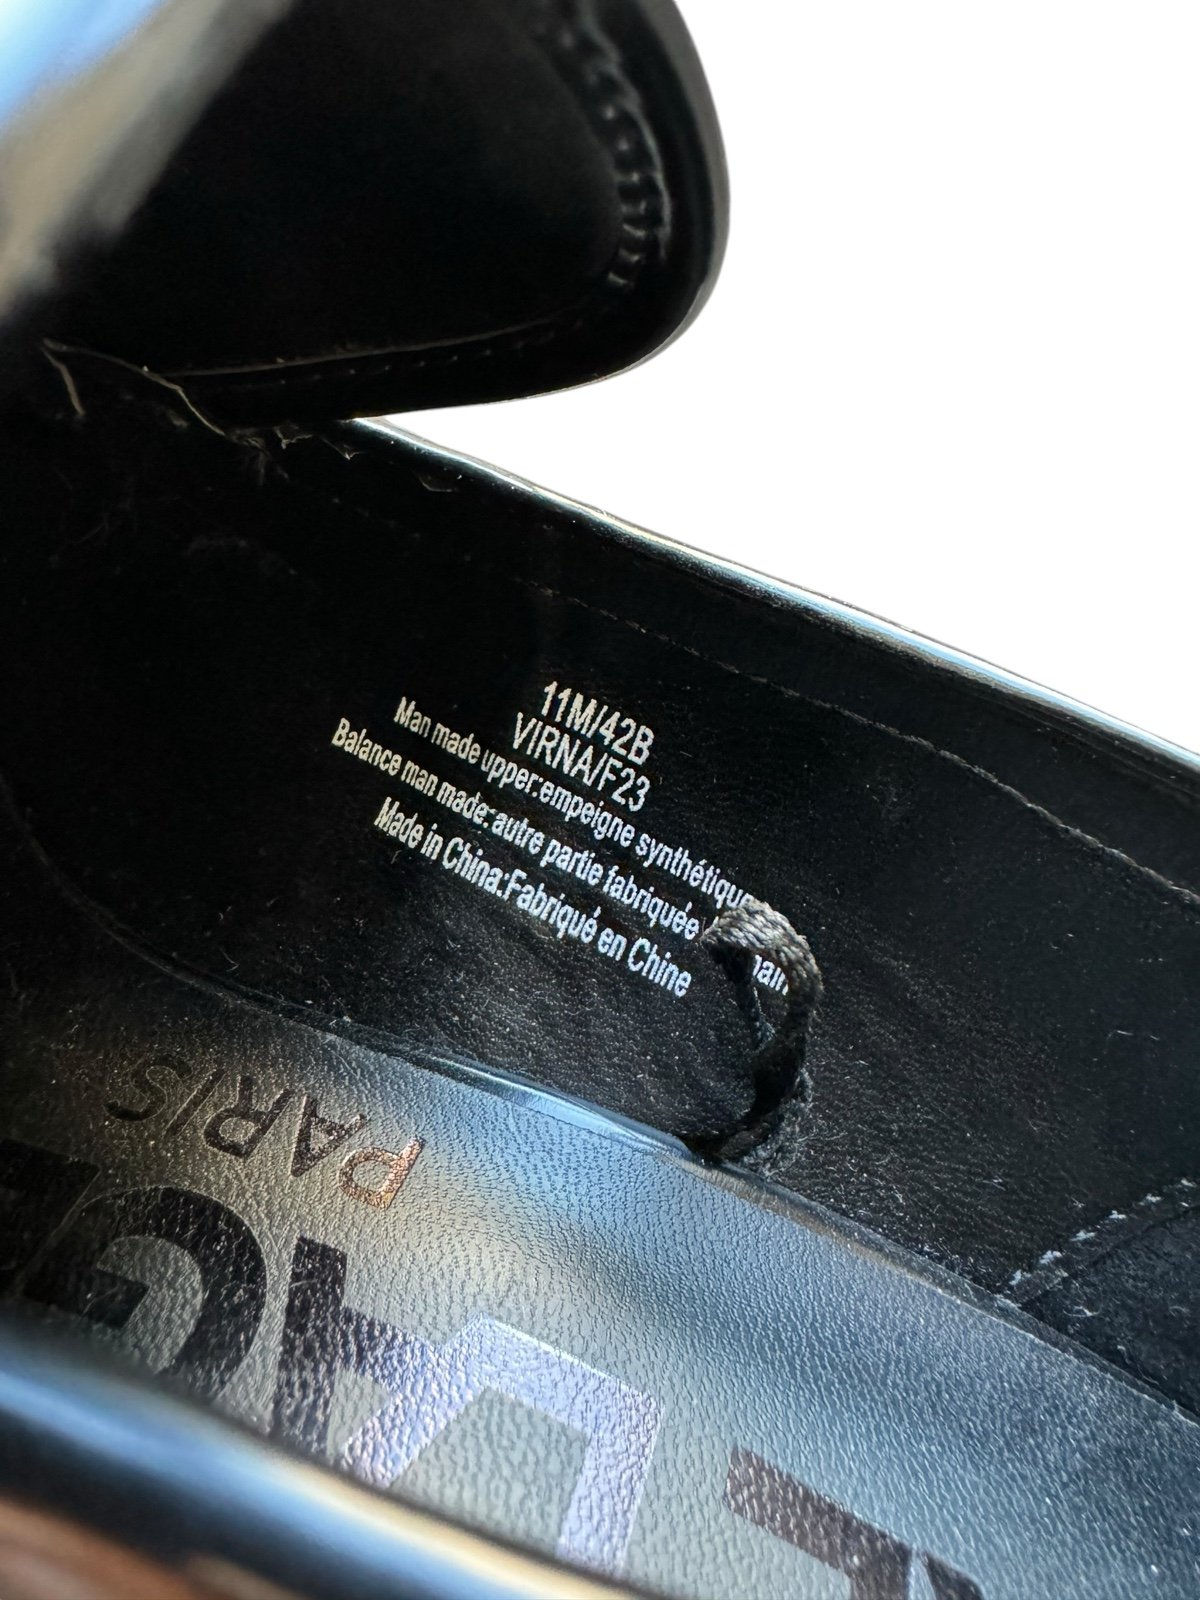 11M/42B
VIRNA/F23
Man made upper:empeigne synthétique
Balance man made: autre partie fabriquée
Made in China:Fabriqué en Chine
PARIS